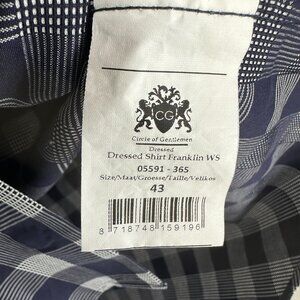 CG
Circle of Gentlemen
Dressed
Dressed Shirt Franklin WS
05591 - 365
Size/Maat/Groesse/Taille/Velikos
43
8 718748 159196